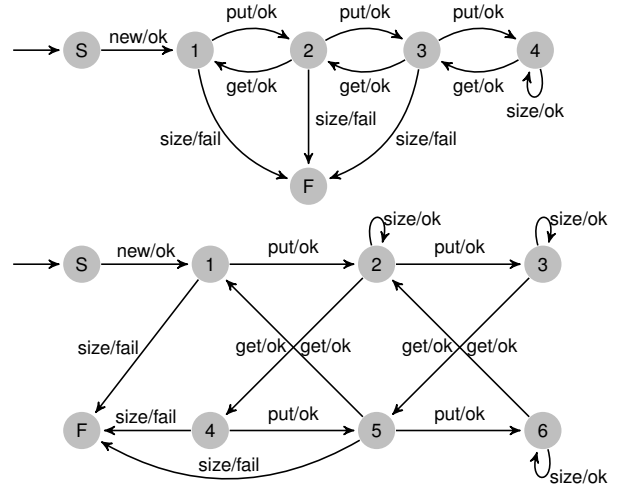 put/ok put/ok put/ok
new/ok
S 1 2 3 4
get/ok get/ok get/ok
size/ok
size/fail size/fail size/fail
F
size/ok size/ok
new/ok put/ok put/ok
S 1 2 3
size/fail get/ok get/ok get/ok get/ok
size/fail put/ok put/ok
F 4 5 6
size/fail size/ok